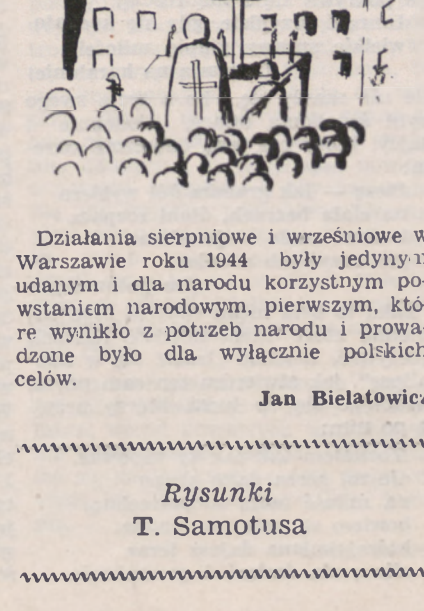 Działania sierpniowe i wrześniowe w
Warszawie roku 1944 były jedynym
udanym i dla narodu korzystnym po-
wstaniem narodowym, pierwszym, któ-
re wynikło z potrzeb narodu i prowa-
dzone było dla wyłącznie polskich
celów.
Jan Bielatowicz
Rysunki
T. Samotusa